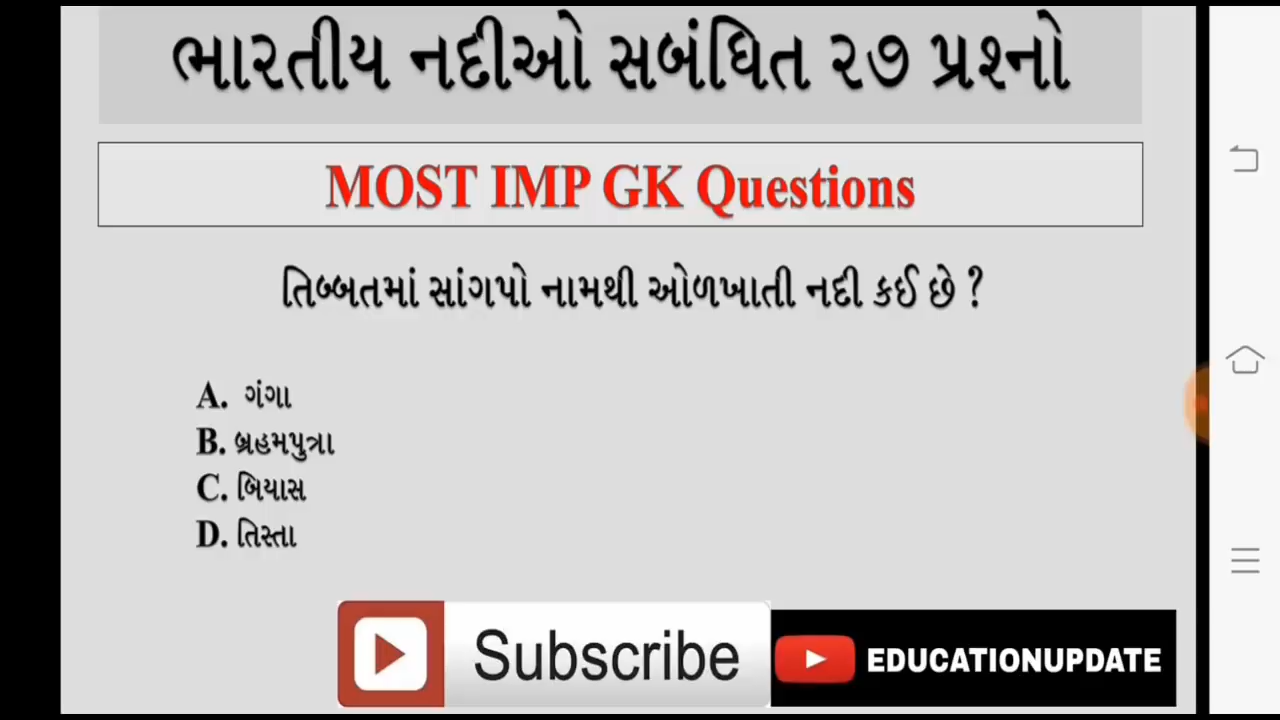 ભારતીય નદીઓ સબંધિત ૨૭ પ્રશ્નો
MOST IMP GK Questions
તિબ્બતમાં સાંગપો નામથી ઓળખાતી નદી કઈ છે ?
A. ગંગા
B. બ્રહમપુત્રા
C. બિયાસ
D. તિસ્તા
Subscribe
EDUCATIONUPDATE